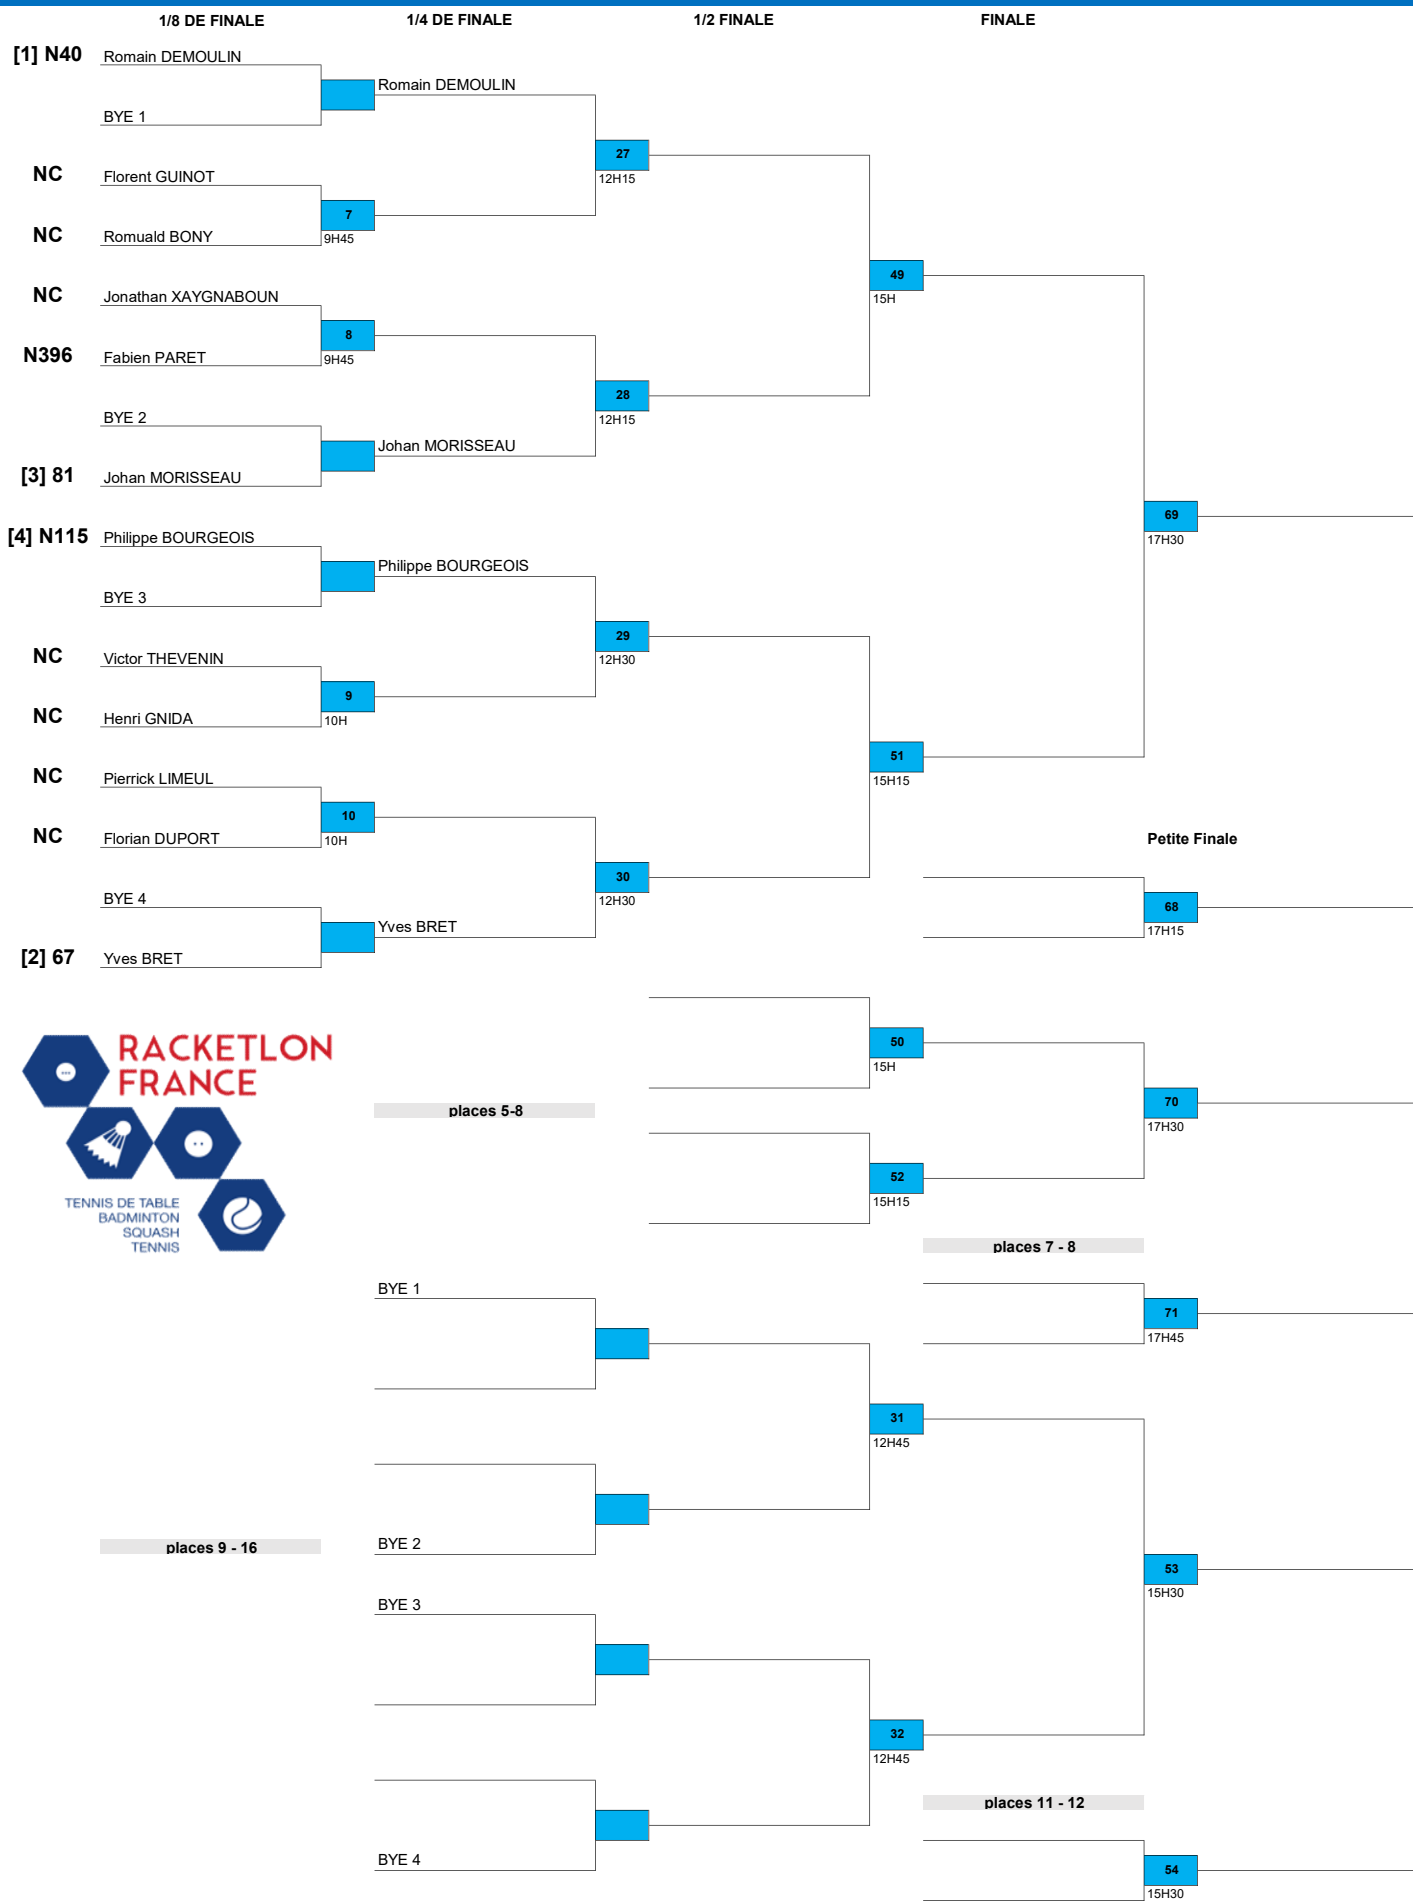 1/8 DE FINALE 1/4 DE FINALE 1/2 FINALE FINALE
[1] N40 Romain DEMOULIN
Romain DEMOULIN
BYE 1
27
12H15
NC Florent GUINOT
7
9H45
NC Romuald BONY
49
15H
NC Jonathan XAYGNABOUN
8
9H45
N396 Fabien PARET
28
12H15
BYE 2
Johan MORISSEAU
[3] 81 Johan MORISSEAU
69
17H30
[4] N115 Philippe BOURGEOIS
Philippe BOURGEOIS
BYE 3
29
12H30
NC Victor THEVENIN
9
10H
NC Henri GNIDA
51
15H15
NC Pierrick LIMEUL
10
10H
NC Florian DUPORT
Petite Finale
30
12H30
BYE 4
68
17H15
Yves BRET
[2] 67 Yves BRET
RACKETLON
FRANCE
TENNIS DE TABLE
BADMINTON
SQUASH
TENNIS
50
15H
places 5-8
70
17H30
52
15H15
places 7 - 8
BYE 1
71
17H45
31
12H45
BYE 2
places 9 - 16
53
15H30
BYE 3
32
12H45
places 11 - 12
BYE 4
54
15H30